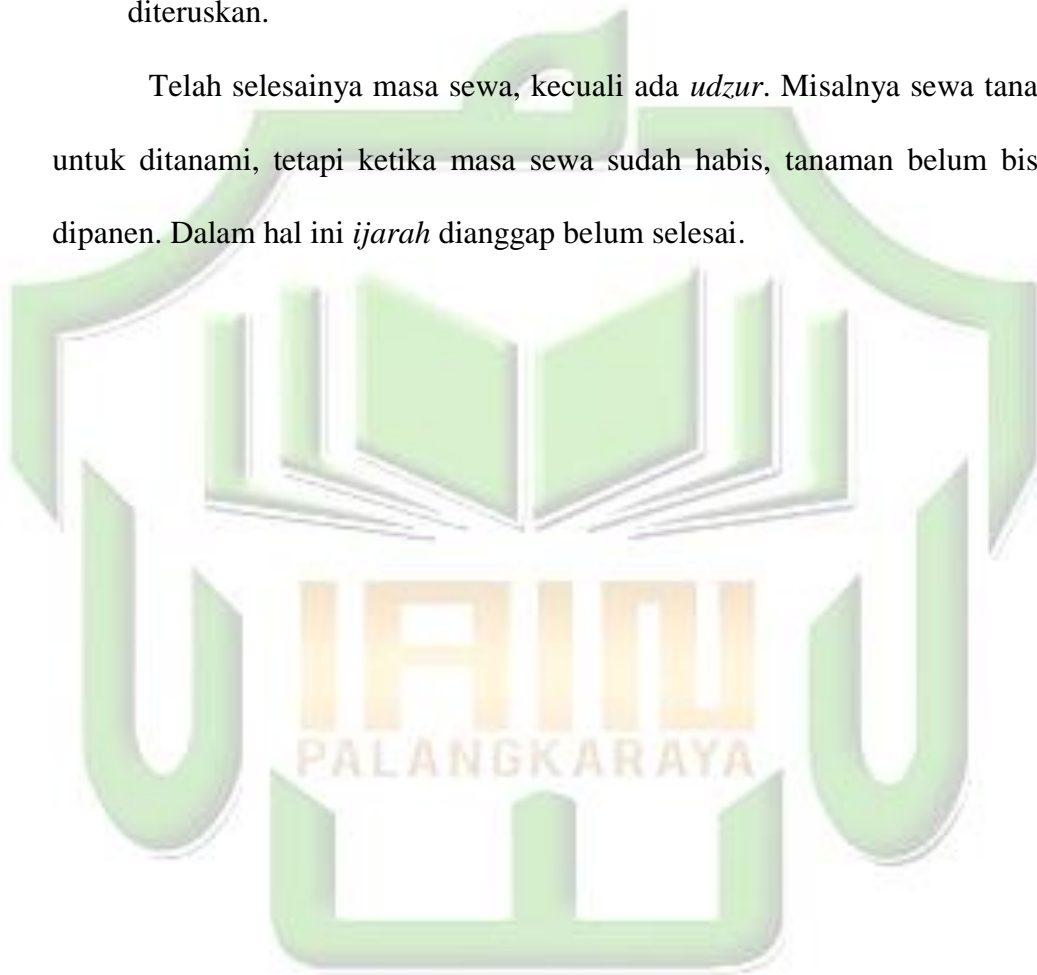 diteruskan.
Telah selesainya masa sewa, kecuali ada udzur. Misalnya sewa tana
untuk ditanami, tetapi ketika masa sewa sudah habis, tanaman belum bis
dipanen. Dalam hal ini ijarah dianggap belum selesai.
IAIN
PALANGKARAYA